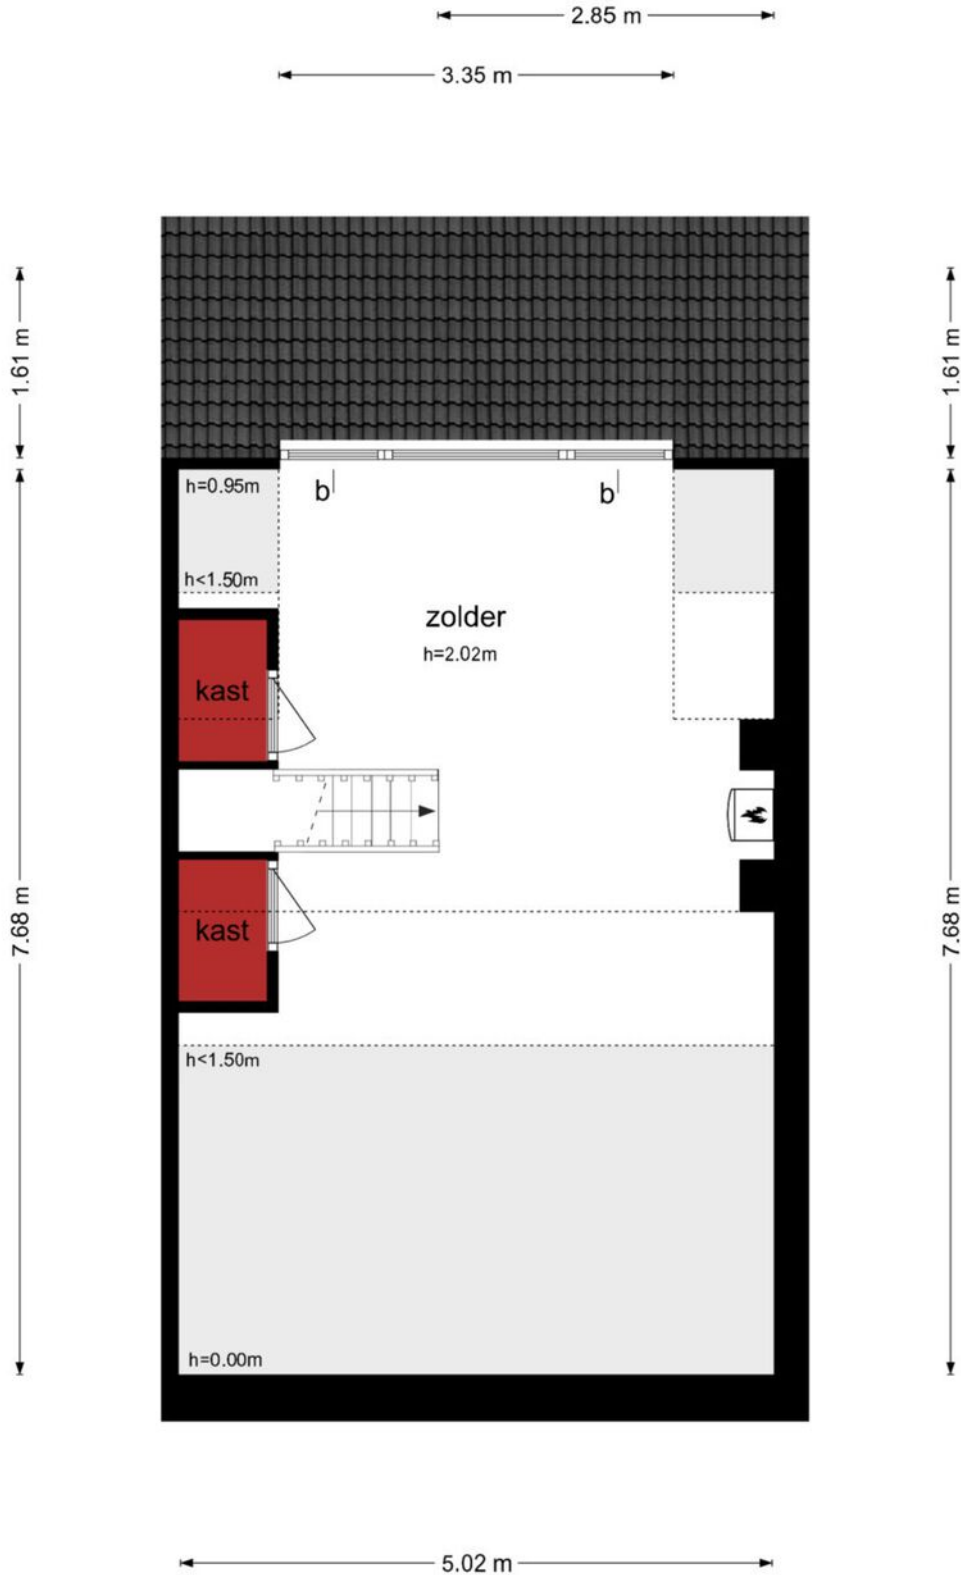 2.85 m
3.35 m
1.61 m
1.61 m
h=0.95m
b
b
h<1.50m
zolder
h=2.02m
kast
kast
7.68 m
7.68 m
h<1.50m
h=0.00m
5.02 m